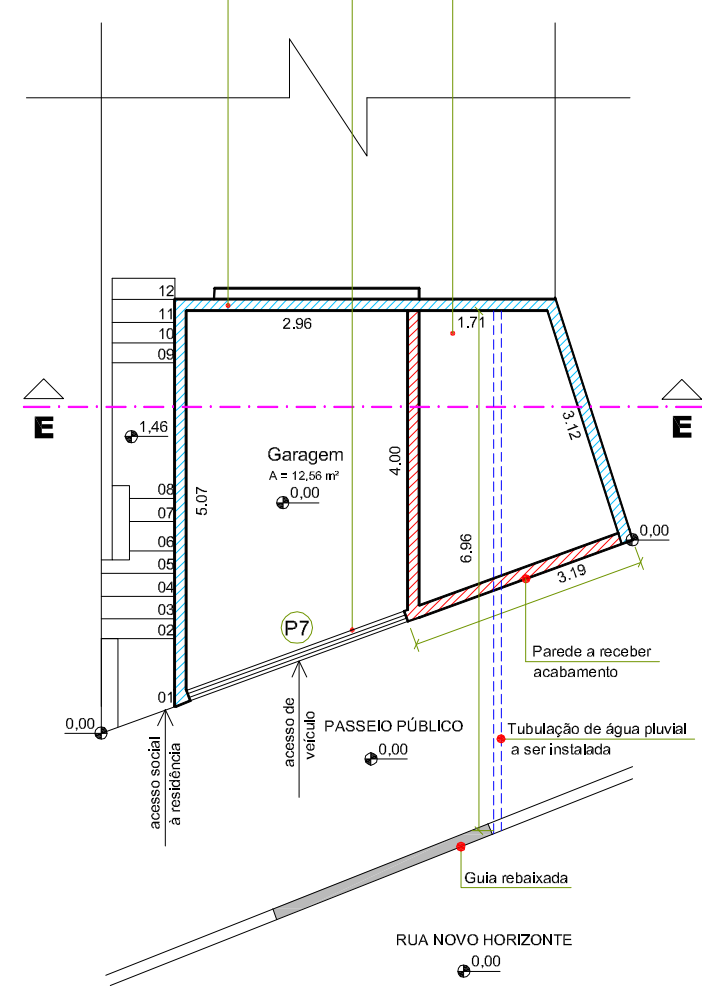 12
11
10
09
2.96
1.71
E
E
1,46
3.12
Garagem
A = 12,56 m²
0,00
4.00
08
07
06
05
04
03
02
01
5.07
6.96
0,00
3.19
P7
Parede a receber
acabamento
0,00
acesso social
à residência
acesso de
veículo
PASSEIO PÚBLICO
0,00
Tubulação de água pluvial
a ser instalada
Guia rebaixada
RUA NOVO HORIZONTE
0,00